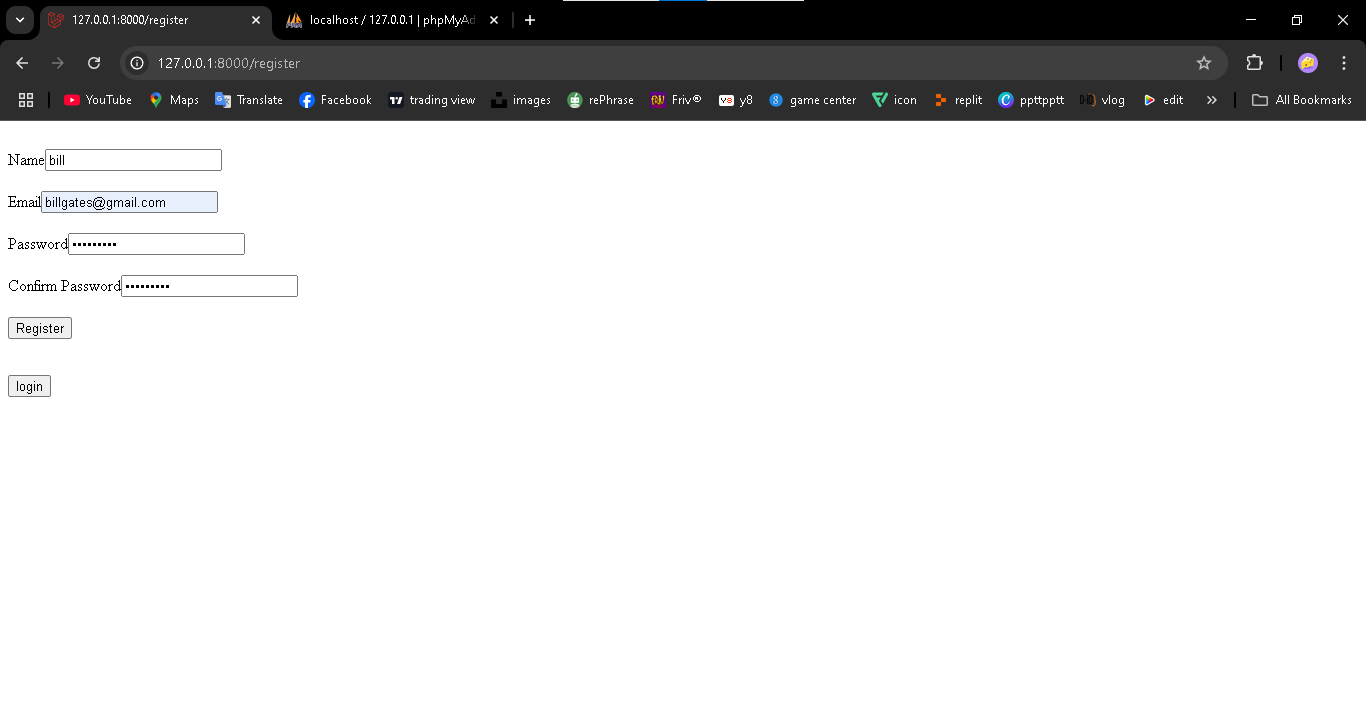 127.0.0.1:8000/register
localhost / 127.0.0.1 | phpMyAd
127.0.0.1:8000/register
YouTube Maps Translate Facebook trading view images rePhrase Friv® y8 game center icon replit ppttpptt vlog edit » All Bookmarks
Name bill
Email billgates@gmail.com
Password •••••••••
Confirm Password •••••••••
Register
login